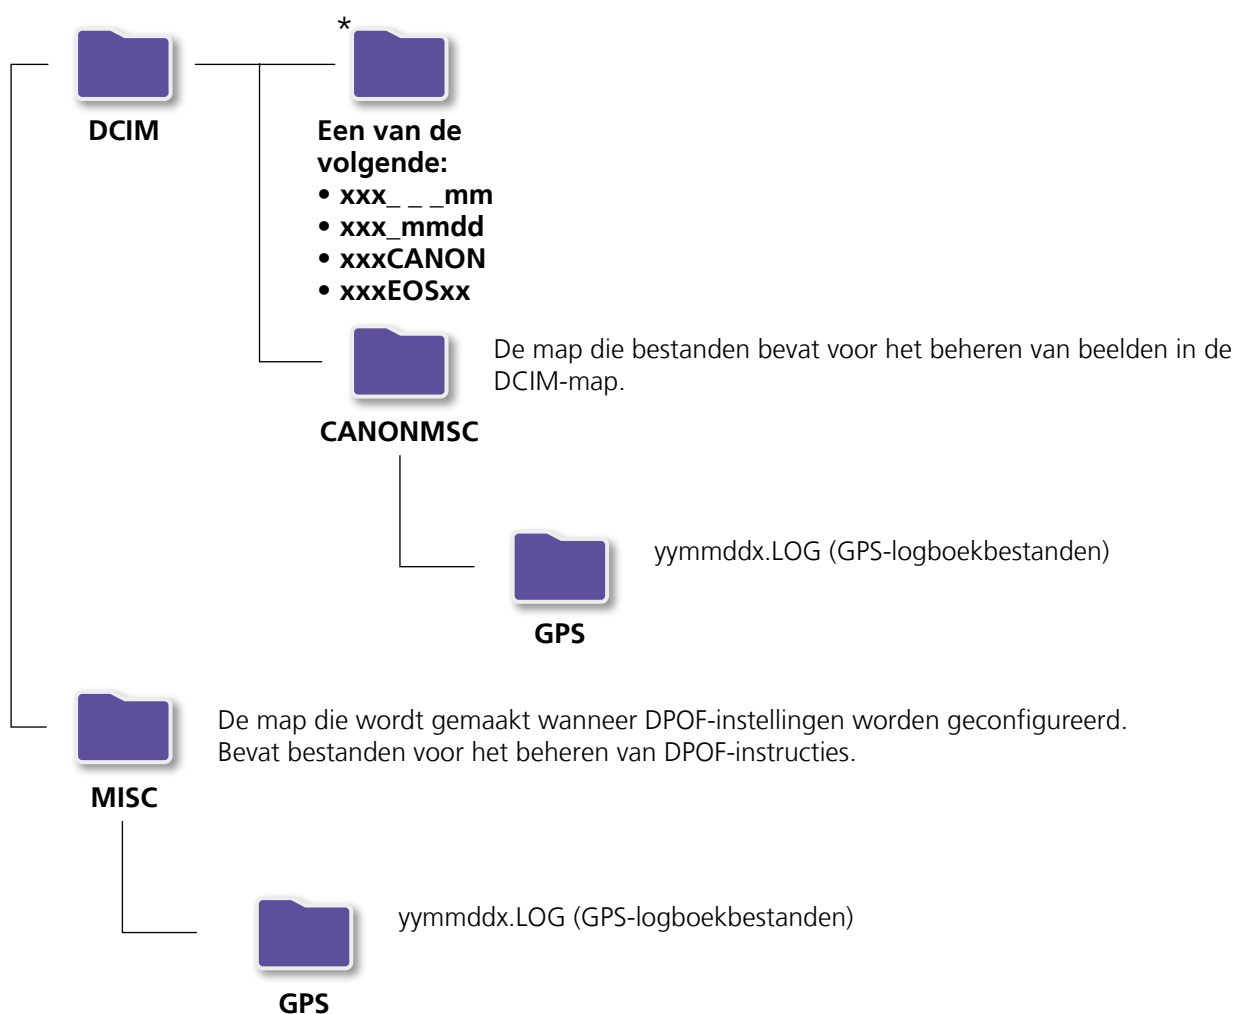 *
DCIM
Een van de
volgende:
• xxx_ _ _mm
• xxx_mmdd
• xxxCANON
• xxxEOSxx
De map die bestanden bevat voor het beheren van beelden in de
DCIM-map.
CANONMSC
yymmddx.LOG (GPS-logboekbestanden)
GPS
De map die wordt gemaakt wanneer DPOF-instellingen worden geconfigureerd.
Bevat bestanden voor het beheren van DPOF-instructies.
MISC
yymmddx.LOG (GPS-logboekbestanden)
GPS